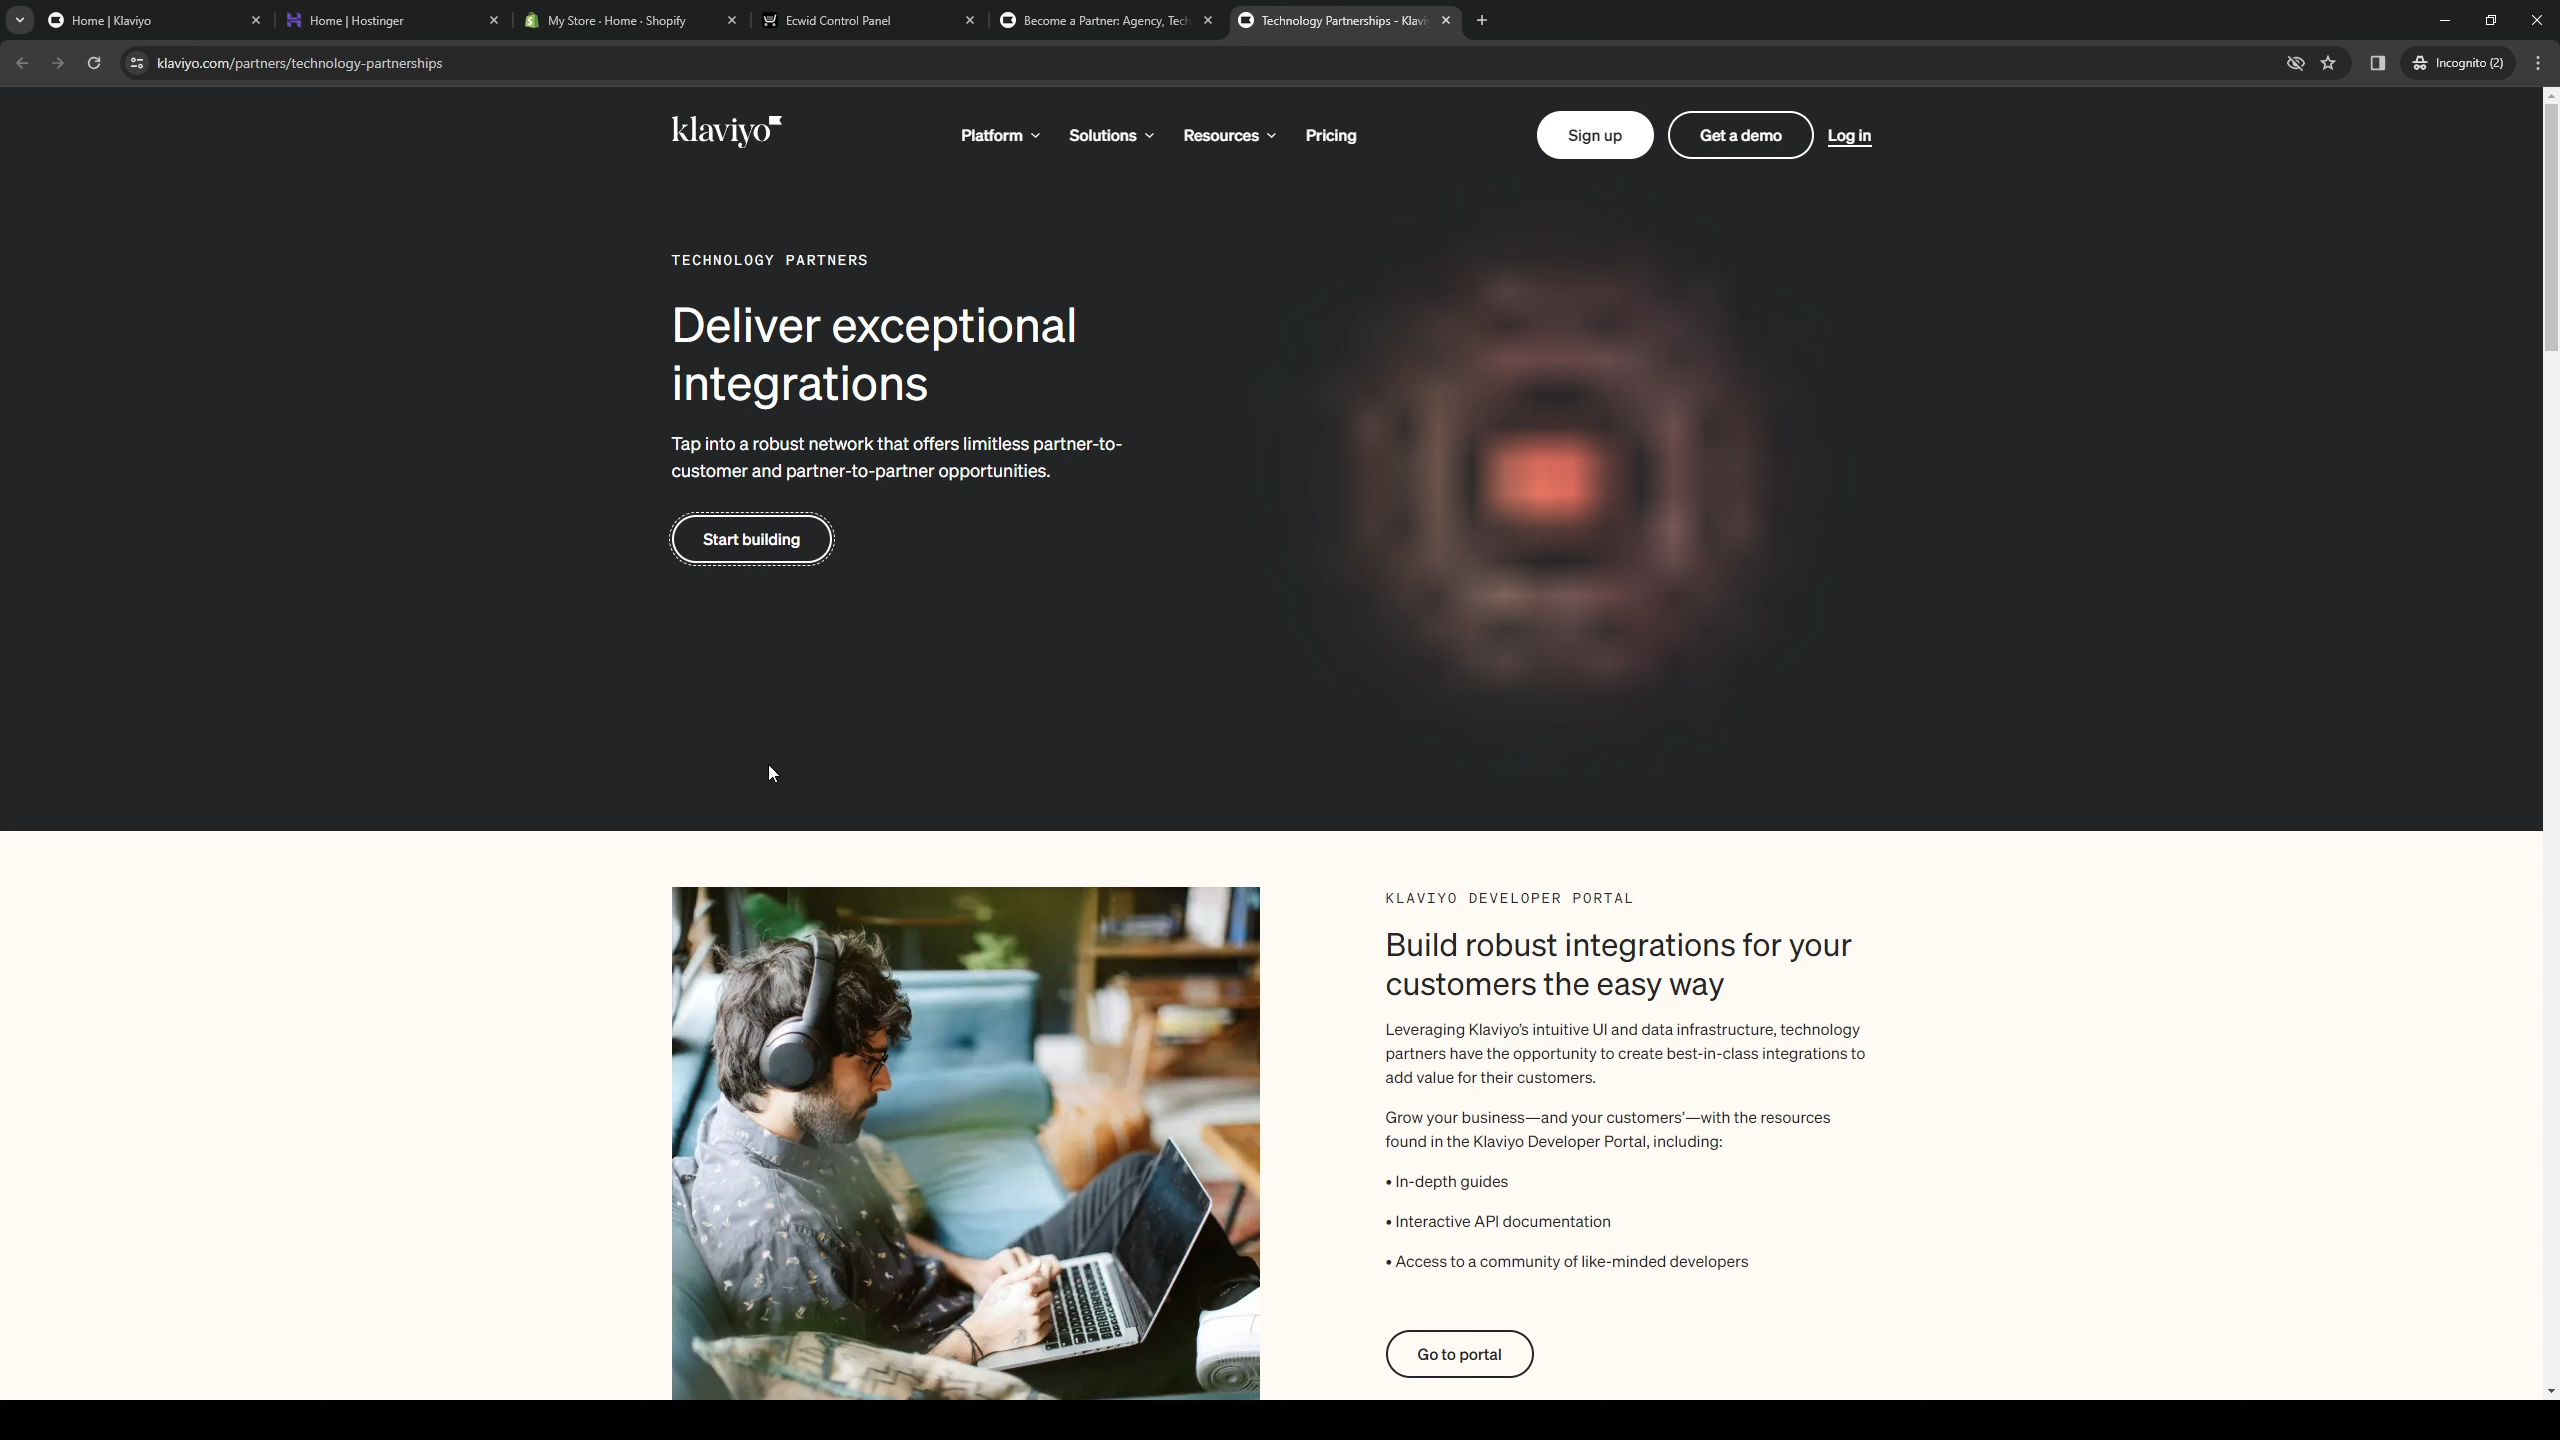 Home | Klaviyo
Home | Hostinger
My Store · Home · Shopify
Ecwid Control Panel
Become a Partner: Agency, Tech
Technology Partnerships - Klavi
klaviyo.com/partners/technology-partnerships
Incognito (2)
klaviyo
Platform
Solutions
Resources
Pricing
Sign up
Get a demo
Log in
TECHNOLOGY PARTNERS
Deliver exceptional
integrations
Tap into a robust network that offers limitless partner-to-
customer and partner-to-partner opportunities.
Start building
KLAVIYO DEVELOPER PORTAL
Build robust integrations for your
customers the easy way
Leveraging Klaviyo's intuitive UI and data infrastructure, technology
partners have the opportunity to create best-in-class integrations to
add value for their customers.
Grow your business—and your customers'—with the resources
found in the Klaviyo Developer Portal, including:
• In-depth guides
• Interactive API documentation
• Access to a community of like-minded developers
Go to portal